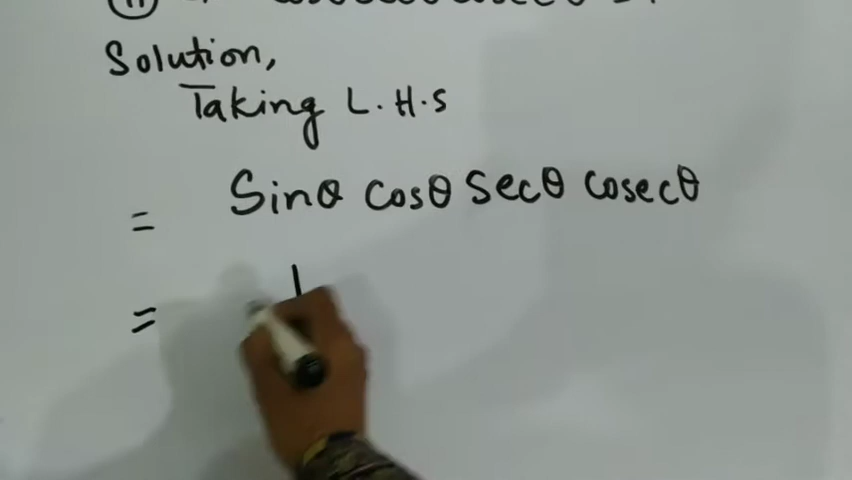 Solution,
Taking L.H.S
= Sinθ cosθ Secθ cosecθ
= 1